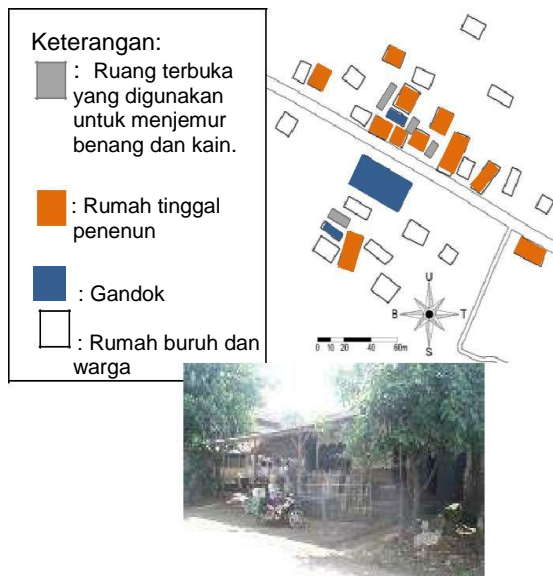 Keterangan:
: Ruang terbuka
yang digunakan
untuk menjemur
benang dan kain.
: Rumah tinggal
penenun
: Gandok
: Rumah buruh dan
warga
U
B
T
S
0 10 20 40 60m